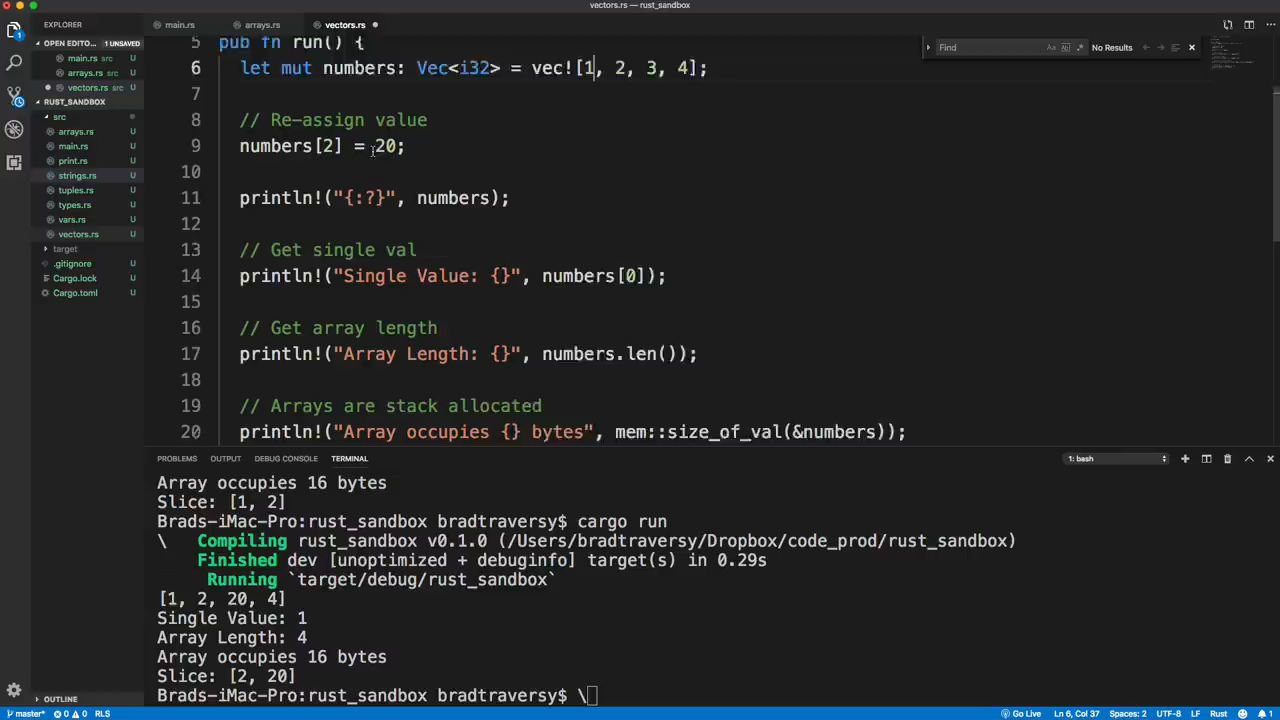 vectors.rs — rust_sandbox
EXPLORER
main.rs
arrays.rs
vectors.rs
OPEN EDITO...
1 UNSAVED
main.rs src
arrays.rs src
vectors.rs src
U
U
U
RUST_SANDBOX
src
arrays.rs U
main.rs U
print.rs U
strings.rs U
tuples.rs U
types.rs U
vars.rs U
vectors.rs U
target
.gitignore U
Cargo.lock U
Cargo.toml U
OUTLINE
Find
Aa
Abl
.*
No Results
5 pub fn run() {
6 let mut numbers: Vec<i32> = vec![1, 2, 3, 4];
7
8 // Re-assign value
9 numbers[2] = 20;
10
11 println!("{:?}", numbers);
12
13 // Get single val
14 println!("Single Value: {}", numbers[0]);
15
16 // Get array length
17 println!("Array Length: {}", numbers.len());
18
19 // Arrays are stack allocated
20 println!("Array occupies {} bytes", mem::size_of_val(&numbers));
PROBLEMS OUTPUT DEBUG CONSOLE TERMINAL
1: bash
Array occupies 16 bytes
Slice: [1, 2]
Brads-iMac-Pro:rust_sandbox bradtraversy$ cargo run
\ Compiling rust_sandbox v0.1.0 (/Users/bradtraversy/Dropbox/code_prod/rust_sandbox)
Finished dev [unoptimized + debuginfo] target(s) in 0.29s
Running `target/debug/rust_sandbox`
[1, 2, 20, 4]
Single Value: 1
Array Length: 4
Array occupies 16 bytes
Slice: [2, 20]
Brads-iMac-Pro:rust_sandbox bradtraversy$ \
master* 0 0 RLS
Go Live Ln 6, Col 37 Spaces: 2 UTF-8 LF Rust 1